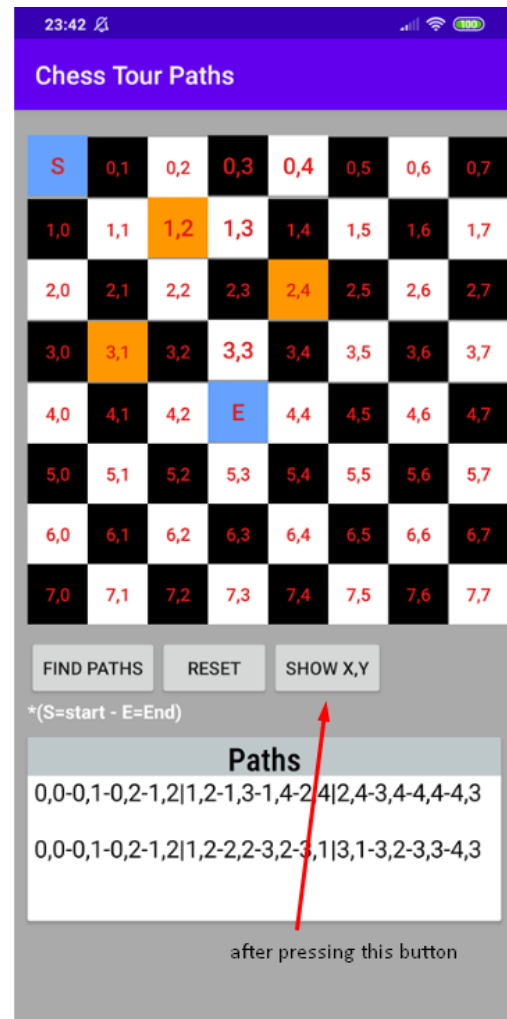 23:42 100
Chess Tour Paths
S 0,1 0,2 0,3 0,4 0,5 0,6 0,7
1,0 1,1 1,2 1,3 1,4 1,5 1,6 1,7
2,0 2,1 2,2 2,3 2,4 2,5 2,6 2,7
3,0 3,1 3,2 3,3 3,4 3,5 3,6 3,7
4,0 4,1 4,2 E 4,4 4,5 4,6 4,7
5,0 5,1 5,2 5,3 5,4 5,5 5,6 5,7
6,0 6,1 6,2 6,3 6,4 6,5 6,6 6,7
7,0 7,1 7,2 7,3 7,4 7,5 7,6 7,7
FIND PATHS RESET SHOW X,Y
*(S=start - E=End)
Paths
0,0-0,1-0,2-1,2|1,2-1,3-1,4-2,4|2,4-3,4-4,4-4,3
0,0-0,1-0,2-1,2|1,2-2,2-3,2-3,1|3,1-3,2-3,3-4,3
after pressing this button